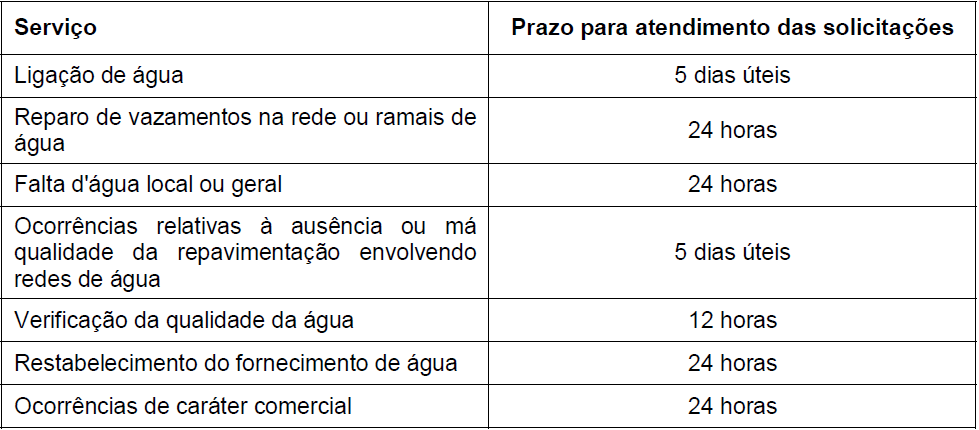 Serviço
Prazo para atendimento das solicitações
Ligação de água
5 dias úteis
Reparo de vazamentos na rede ou ramais de
água
24 horas
Falta d'água local ou geral
24 horas
Ocorrências relativas à ausência ou má
qualidade da repavimentação envolvendo
redes de água
5 dias úteis
Verificação da qualidade da água
12 horas
Restabelecimento do fornecimento de água
24 horas
Ocorrências de caráter comercial
24 horas